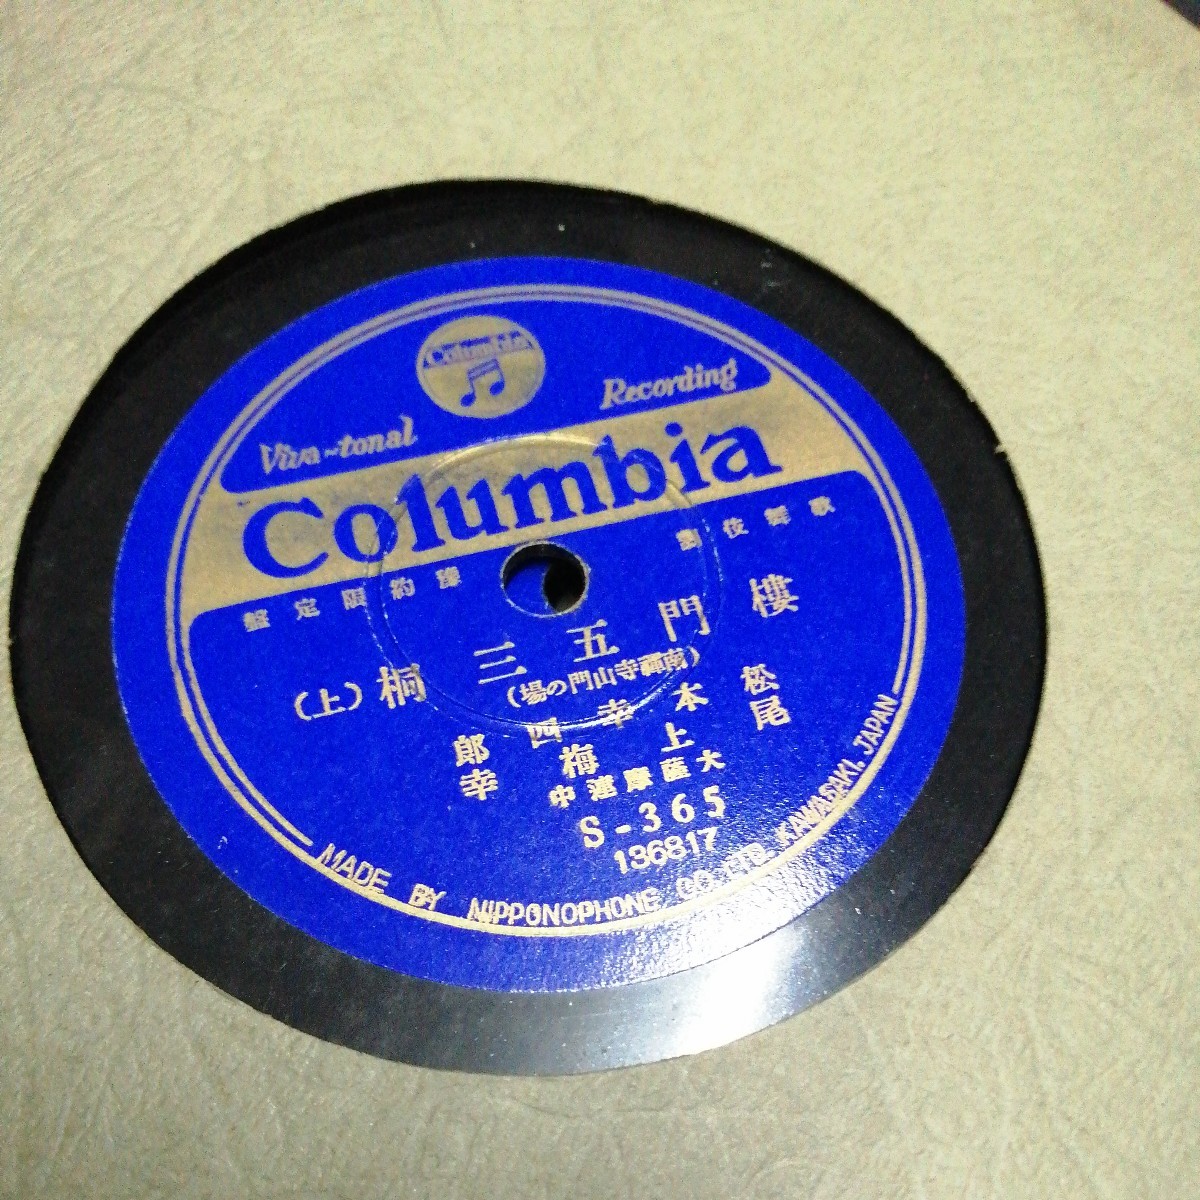 Columbia
Viva-tonal Recording
Columbia
歌舞伎劇
豫約限定盤
樓門五三桐(上)
(南禪寺山門の場)
松本幸四郎
尾上梅幸
大薩摩連中
S-365
136817
MADE BY NIPPONOPHONE CO., LTD. KAWASAKI, JAPAN